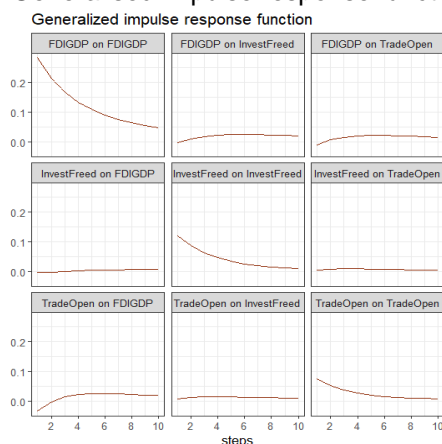 Generalized impulse response function
FDIGDP on FDIGDP
FDIGDP on InvestFreed
FDIGDP on TradeOpen
0.2
0.1
0.0
InvestFreed on FDIGDP
InvestFreed on InvestFreed
InvestFreed on TradeOpen
0.2
0.1
0.0
TradeOpen on FDIGDP
TradeOpen on InvestFreed
TradeOpen on TradeOpen
0.2
0.1
0.0
2 4 6 8 10 2 4 6 8 10 2 4 6 8 10
steps